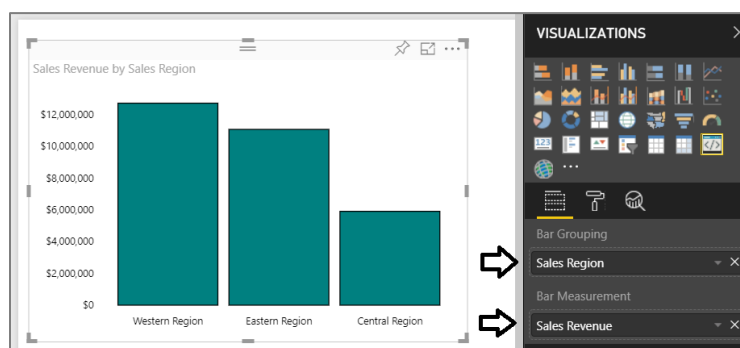 VISUALIZATIONS
Sales Revenue by Sales Region
$12,000,000
$10,000,000
$8,000,000
$6,000,000
$4,000,000
$2,000,000
$0
Western Region Eastern Region Central Region
123
</>
Bar Grouping
Sales Region
Bar Measurement
Sales Revenue